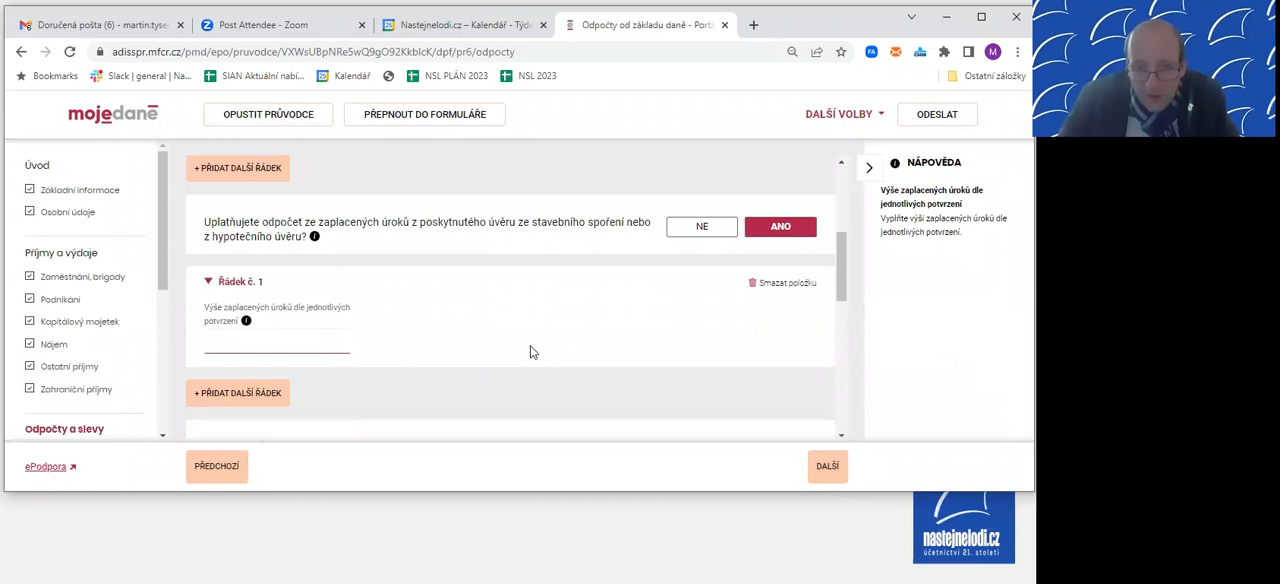 Doručená pošta (6) - martin.tyser
Post Attendee - Zoom
Nastejnelodi.cz – Kalendář - Týde
Odpočty od základu daně - Portá
adisspr.mfcr.cz/pmd/epo/pruvodce/VXWsUBpNRe5wQ9gO92KkblcK/dpf/pr6/odpocty
FA
M
Bookmarks
Slack | general | Na...
SIAN Aktuální nabí...
Kalendář
NSL PLÁN 2023
NSL 2023
Ostatní záložky
mojedaně
OPUSTIT PRŮVODCE
PŘEPNOUT DO FORMULÁŘE
DALŠÍ VOLBY
ODESLAT
Úvod
Základní informace
Osobní údaje
Příjmy a výdaje
Zaměstnání, brigády
Podnikání
Kapitálový majetek
Nájem
Ostatní příjmy
Zahraniční příjmy
Odpočty a slevy
ePodpora
+ PŘIDAT DALŠÍ ŘÁDEK
Uplatňujete odpočet ze zaplacených úroků z poskytnutého úvěru ze stavebního spoření nebo
z hypotečního úvěru?
NE
ANO
Řádek č. 1
Smazat položku
Výše zaplacených úroků dle jednotlivých
potvrzení
+ PŘIDAT DALŠÍ ŘÁDEK
PŘEDCHOZÍ
DALŠÍ
NÁPOVĚDA
Výše zaplacených úroků dle
jednotlivých potvrzení
Vyplňte výši zaplacených úroků dle
jednotlivých potvrzení.
nastejnelodi.cz
účetnictví 21. století